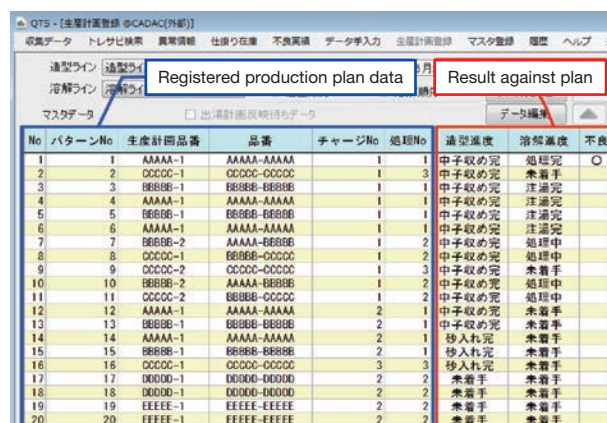 QTS - [生産計画登録 @CADAC(外部)]
収集データ トレサビ検索 異常情報 仕掛り在庫 不良実績 データ手入力 生産計画登録 マスタ登録 履歴 ヘルプ
造型ライン 造型ライン
Registered production plan data
Result against plan
溶解ライン
マスタデータ 出湯計画反映待ちデータ データ編集
No パターンNo 生産計画品番 品番 チャージNo 処理No 造型進度 溶解進度 不良
1 1 AAAAA-1 AAAAA-AAAAA 1 1 中子収め完 処理完 ○
2 2 CCCCC-1 CCCCC-CCCCC 1 3 中子収め完 未着手
3 3 BBBBB-1 BBBBB-BBBBB 1 1 中子収め完 注湯完
4 4 AAAAA-1 AAAAA-AAAAA 1 1 中子収め完 注湯完
5 5 BBBBB-1 BBBBB-BBBBB 1 1 中子収め完 注湯完
6 6 AAAAA-1 AAAAA-AAAAA 1 1 中子収め完 注湯完
7 7 BBBBB-2 AAAAA-BBBBB 1 2 中子収め完 処理中
8 8 CCCCC-1 BBBBB-CCCCC 1 2 中子収め完 処理中
9 9 CCCCC-2 CCCCC-CCCCC 1 3 中子収め完 未着手
10 10 BBBBB-2 AAAAA-BBBBB 1 2 中子収め完 処理中
11 11 CCCCC-2 BBBBB-CCCCC 1 2 中子収め完 処理中
12 12 AAAAA-1 AAAAA-AAAAA 2 1 中子収め完 未着手
13 13 BBBBB-1 BBBBB-BBBBB 2 1 中子収め完 未着手
14 14 AAAAA-1 AAAAA-AAAAA 2 1 砂入れ完 未着手
15 15 BBBBB-1 BBBBB-BBBBB 2 1 砂入れ完 未着手
16 16 CCCCC-1 CCCCC-CCCCC 3 3 砂入れ完 未着手
17 17 DDDDD-1 DDDDD-DDDDD 2 2 未着手 未着手
18 18 DDDDD-1 DDDDD-DDDDD 2 2 未着手 未着手
19 19 EEEEE-1 EEEEE-EEEEE 2 2 未着手 未着手
20 20 EEEEE-1 EEEEE-EEEEE 2 2 未着手 未着手